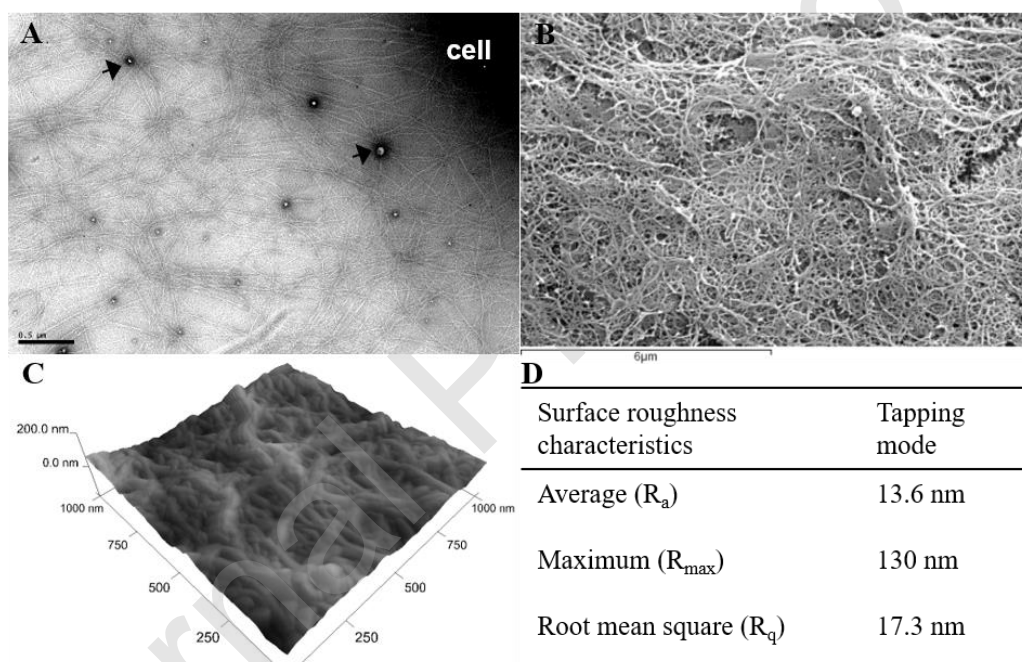 A
cell
0.5 µm
B
6µm
C
200.0 nm
0.0 nm
1000 nm
750
500
250
1000 nm
750
500
250
D
Surface roughness characteristics
Tapping mode
Average (Ra)
13.6 nm
Maximum (Rmax)
130 nm
Root mean square (Rq)
17.3 nm